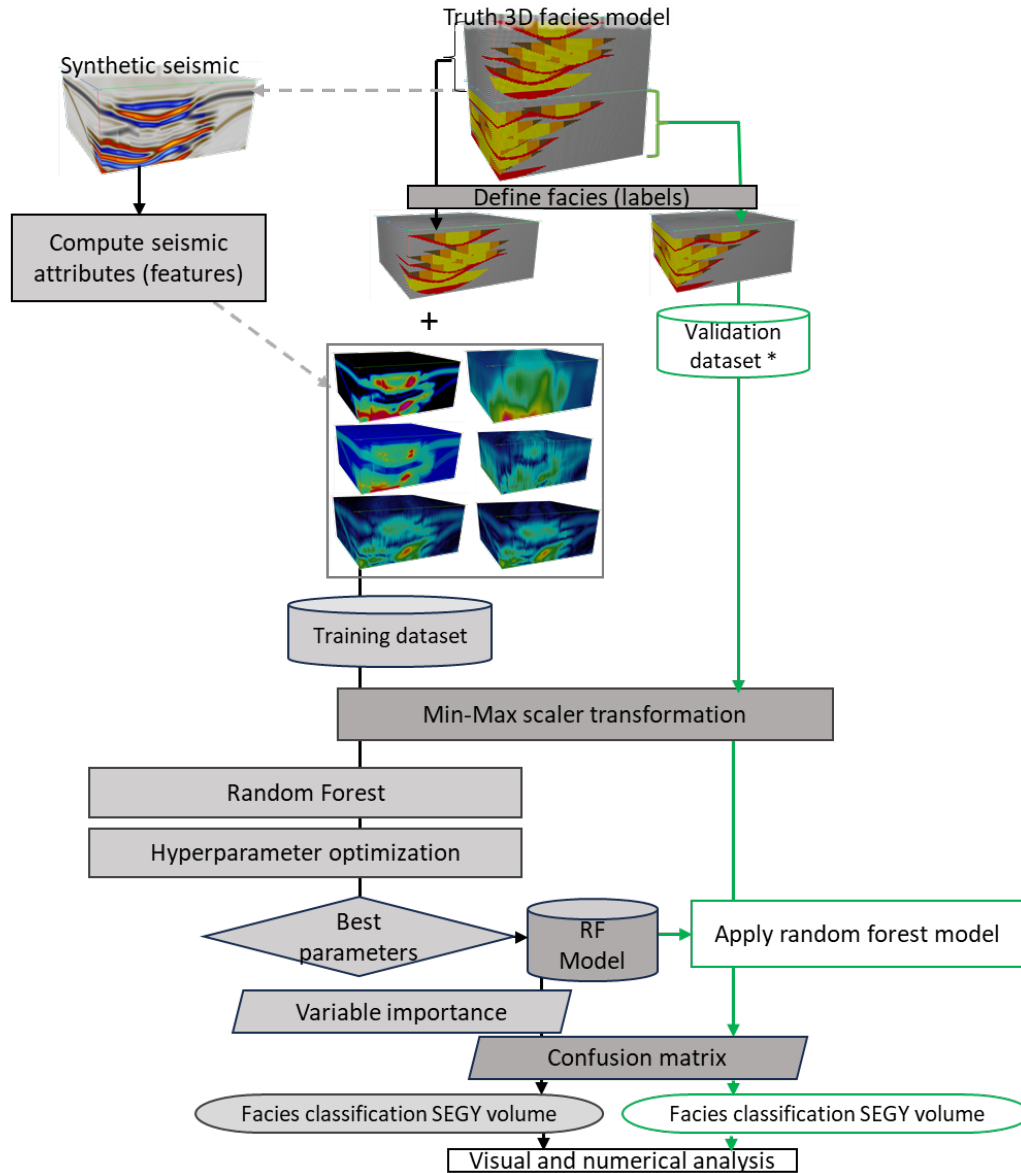 Truth 3D facies model
Synthetic seismic
Define facies (labels)
Compute seismic
attributes (features)
+
Validation
dataset *
Training dataset
Min-Max scaler transformation
Random Forest
Hyperparameter optimization
Best
parameters
RF
Model
Apply random forest model
Variable importance
Confusion matrix
Facies classification SEGY volume
Facies classification SEGY volume
Visual and numerical analysis